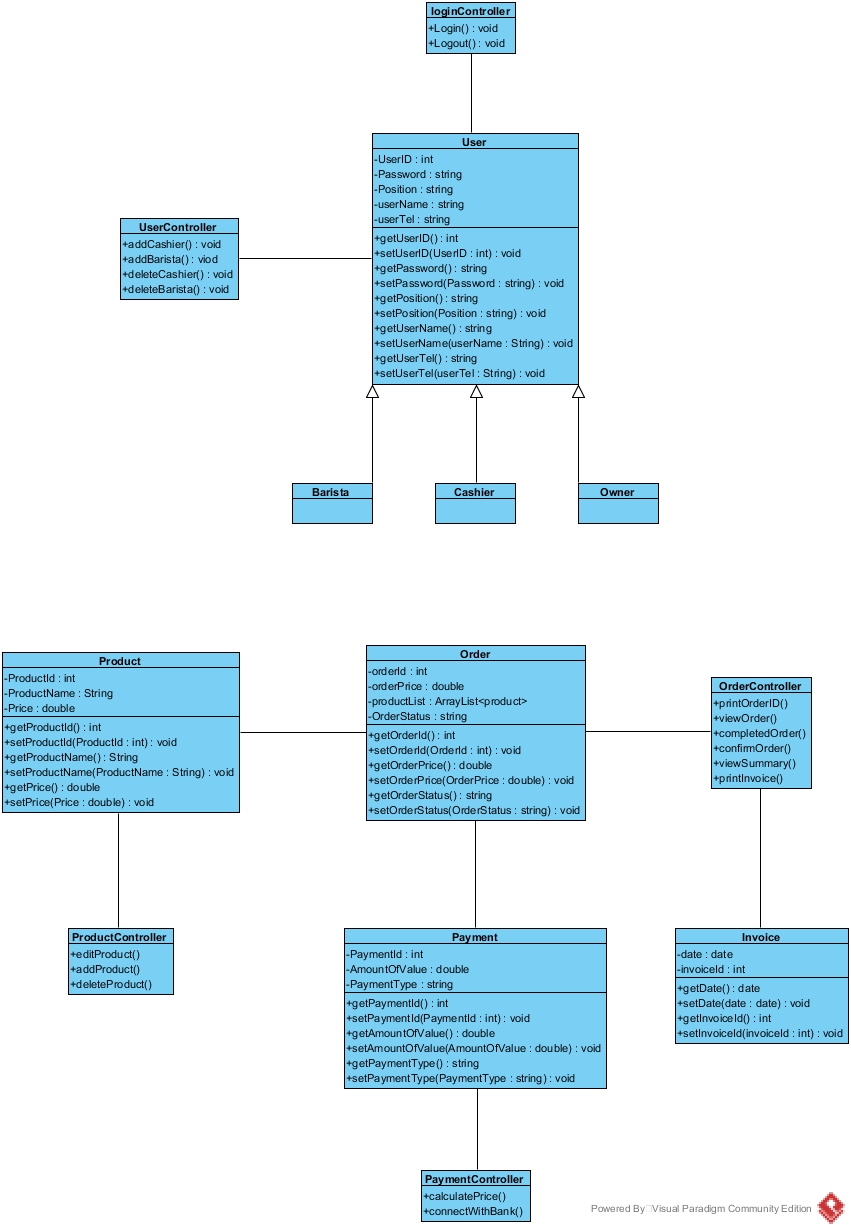 loginController
+Login() : void
+Logout() : void
User
-UserID : int
-Password : string
-Position : string
-userName : string
-userTel : string
+getUserID() : int
+setUserID(UserID : int) : void
+getPassword() : string
+setPassword(Password : string) : void
+getPosition() : string
+setPosition(Position : string) : void
+getUserName() : string
+setUserName(userName : String) : void
+getUserTel() : string
+setUserTel(userTel : String) : void
UserController
+addCashier() : void
+addBarista() : viod
+deleteCashier() : void
+deleteBarista() : void
Barista
Cashier
Owner
Product
-ProductId : int
-ProductName : String
-Price : double
+getProductId() : int
+setProductId(ProductId : int) : void
+getProductName() : String
+setProductName(ProductName : String) : void
+getPrice() : double
+setPrice(Price : double) : void
Order
-orderId : int
-orderPrice : double
-productList : ArrayList<product>
-OrderStatus : string
+getOrderId() : int
+setOrderId(OrderId : int) : void
+getOrderPrice() : double
+setOrderPrice(OrderPrice : double) : void
+getOrderStatus() : string
+setOrderStatus(OrderStatus : string) : void
OrderController
+printOrderID()
+viewOrder()
+completedOrder()
+confirmOrder()
+viewSummary()
+printInvoice()
ProductController
+editProduct()
+addProduct()
+deleteProduct()
Payment
-PaymentId : int
-AmountOfValue : double
-PaymentType : string
+getPaymentId() : int
+setPaymentId(PaymentId : int) : void
+getAmountOfValue() : double
+setAmountOfValue(AmountOfValue : double) : void
+getPaymentType() : string
+setPaymentType(PaymentType : string) : void
Invoice
-date : date
-invoiceId : int
+getDate() : date
+setDate(date : date) : void
+getInvoiceId() : int
+setInvoiceId(invoiceId : int) : void
PaymentController
+calculatePrice()
+connectWithBank()
Powered By Visual Paradigm Community Edition